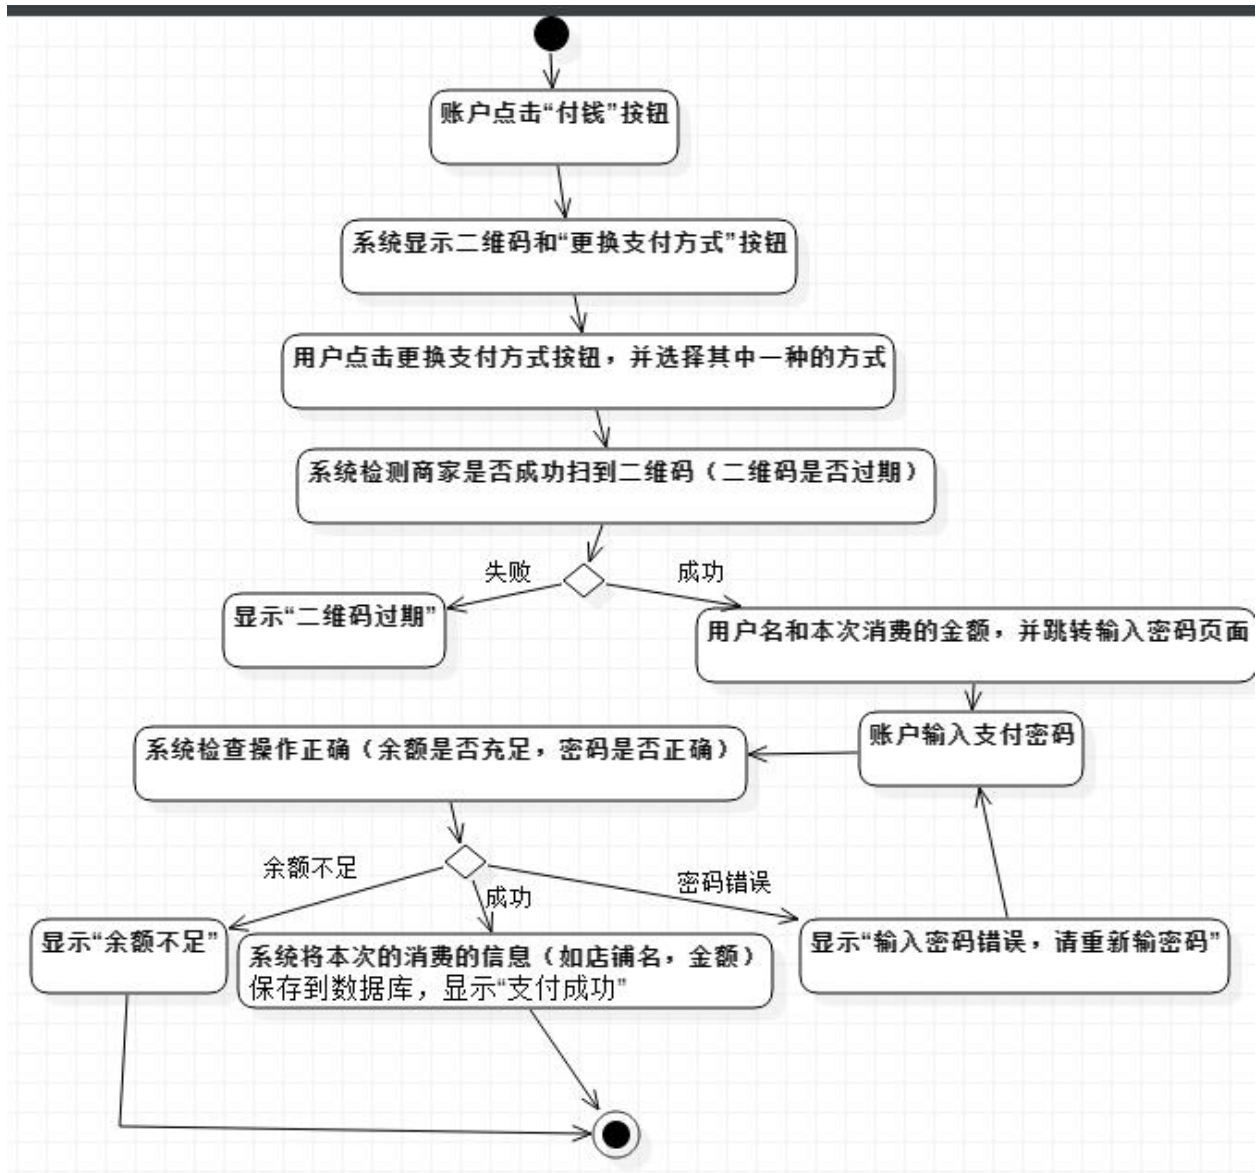 账户点击“付钱”按钮
系统显示二维码和“更换支付方式”按钮
用户点击更换支付方式按钮，并选择其中一种的方式
系统检测商家是否成功扫到二维码（二维码是否过期）
失败
成功
显示“二维码过期”
用户名和本次消费的金额，并跳转输入密码页面
账户输入支付密码
系统检查操作正确（余额是否充足，密码是否正确）
余额不足
成功
密码错误
显示“余额不足”
系统将本次的消费的信息（如店铺名，金额）
保存到数据库，显示“支付成功”
显示“输入密码错误，请重新输密码”